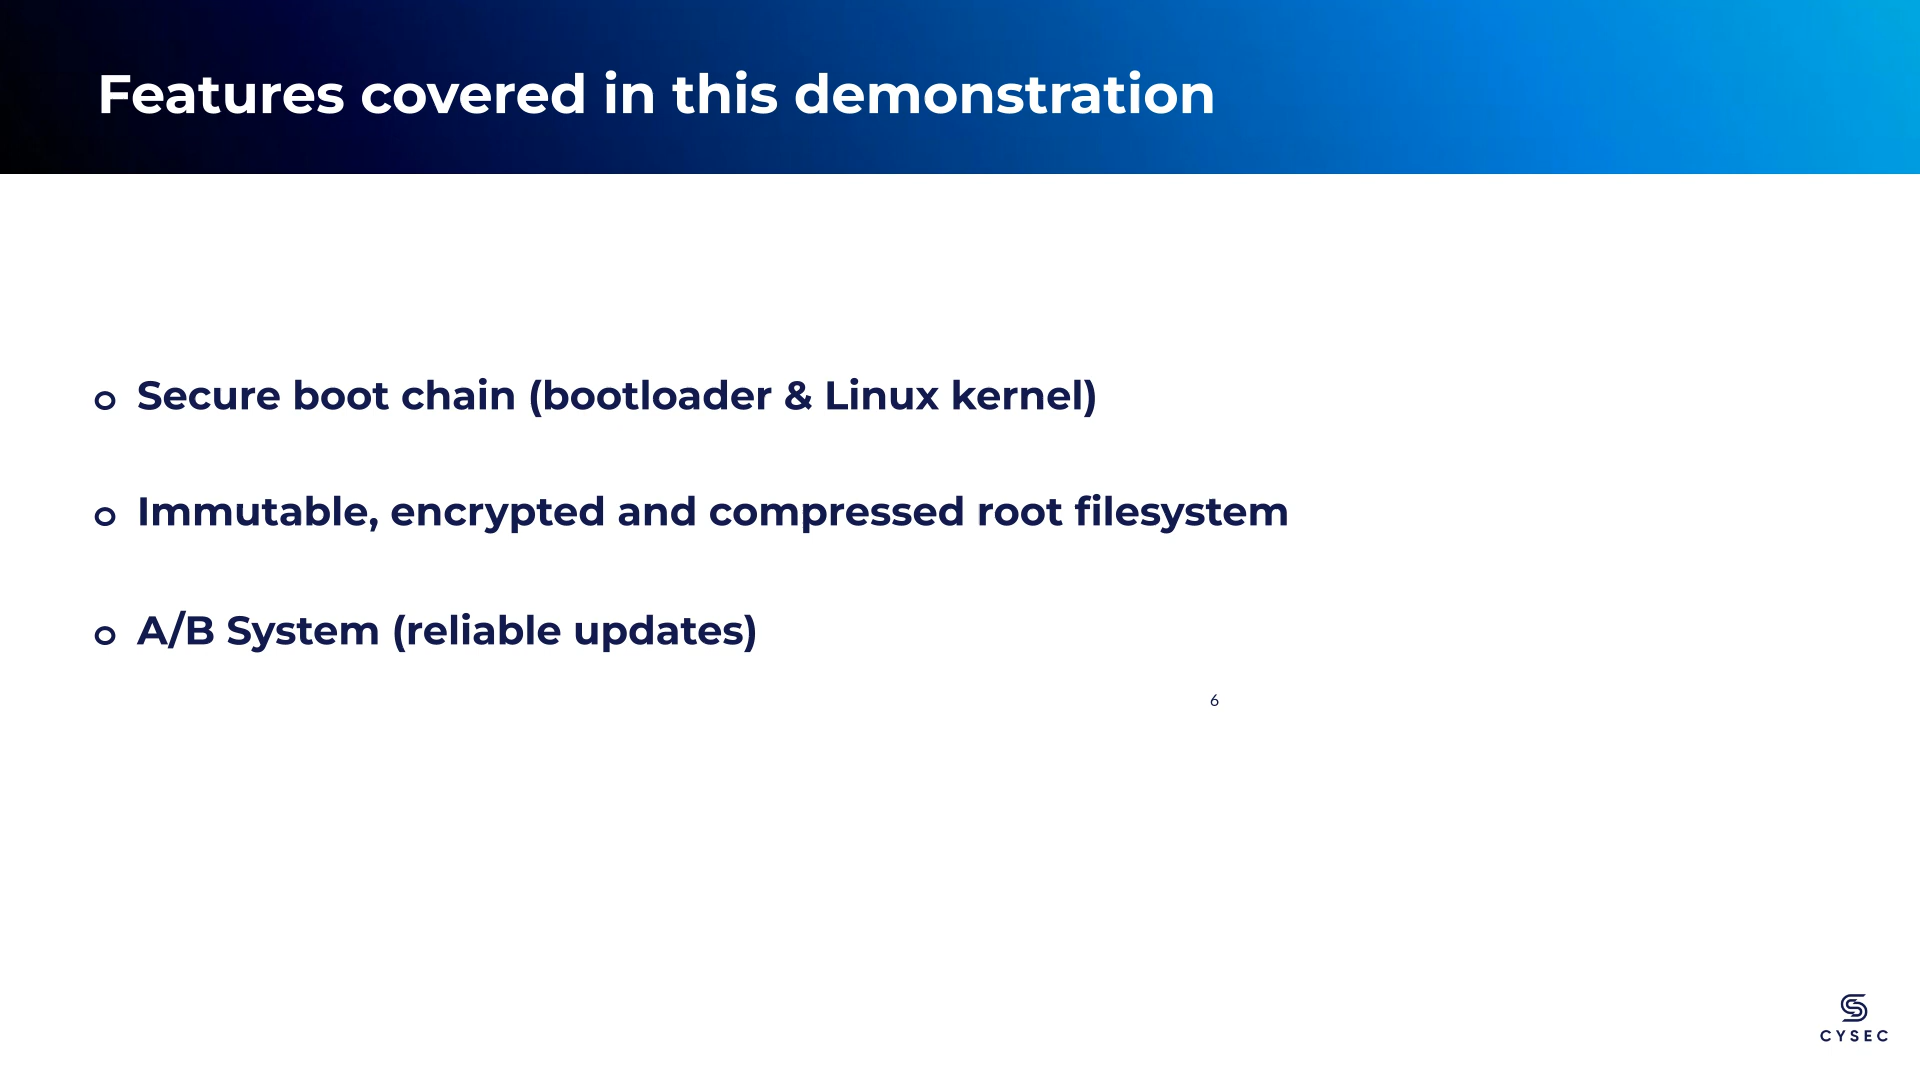 Features covered in this demonstration
o Secure boot chain (bootloader & Linux kernel)
o Immutable, encrypted and compressed root filesystem
o A/B System (reliable updates)
6
CYSEC